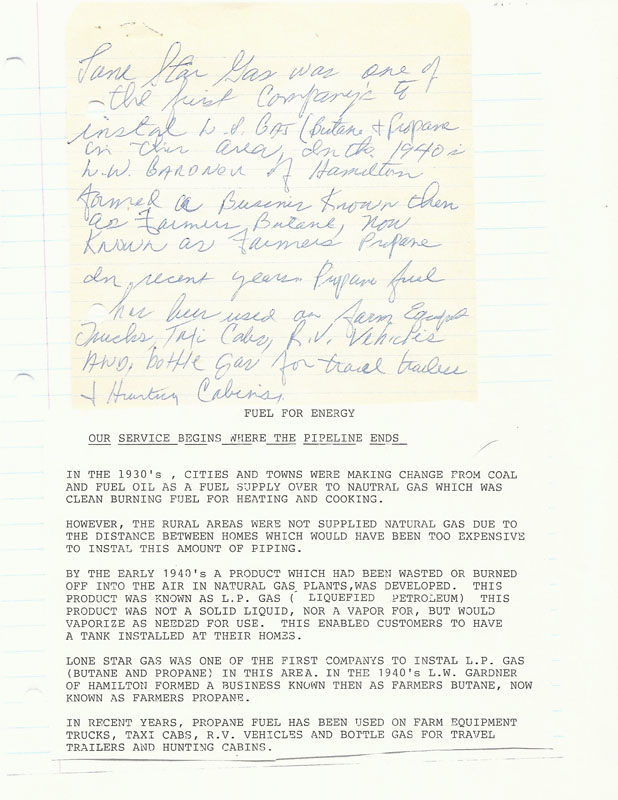 Lone Star Gas was one of
the first Company's to
instal L.P. GAS (Butane & Propane
in this area, In the 1940s
L.W. GARDNER of Hamilton
formed a Business Known then
as Farmers Butane, now
Known as Farmers Propane
In recent years Propane fuel
has been used on farm Equip
Trucks, Taxi Cabs, R.V. Vehicles
AND, bottle Gas for travel trailers
& Hunting Cabins.
FUEL FOR ENERGY
OUR SERVICE BEGINS WHERE THE PIPELINE ENDS
IN THE 1930's , CITIES AND TOWNS WERE MAKING CHANGE FROM COAL
AND FUEL OIL AS A FUEL SUPPLY OVER TO NAUTRAL GAS WHICH WAS
CLEAN BURNING FUEL FOR HEATING AND COOKING.
HOWEVER, THE RURAL AREAS WERE NOT SUPPLIED NATURAL GAS DUE TO
THE DISTANCE BETWEEN HOMES WHICH WOULD HAVE BEEN TOO EXPENSIVE
TO INSTAL THIS AMOUNT OF PIPING.
BY THE EARLY 1940's A PRODUCT WHICH HAD BEEN WASTED OR BURNED
OFF INTO THE AIR IN NATURAL GAS PLANTS,WAS DEVELOPED. THIS
PRODUCT WAS KNOWN AS L.P. GAS ( LIQUEFIED PETROLEUM) THIS
PRODUCT WAS NOT A SOLID LIQUID, NOR A VAPOR FOR, BUT WOULD
VAPORIZE AS NEEDED FOR USE. THIS ENABLED CUSTOMERS TO HAVE
A TANK INSTALLED AT THEIR HOMES.
LONE STAR GAS WAS ONE OF THE FIRST COMPANYS TO INSTAL L.P. GAS
(BUTANE AND PROPANE) IN THIS AREA. IN THE 1940's L.W. GARDNER
OF HAMILTON FORMED A BUSINESS KNOWN THEN AS FARMERS BUTANE, NOW
KNOWN AS FARMERS PROPANE.
IN RECENT YEARS, PROPANE FUEL HAS BEEN USED ON FARM EQUIPMENT
TRUCKS, TAXI CABS, R.V. VEHICLES AND BOTTLE GAS FOR TRAVEL
TRAILERS AND HUNTING CABINS.